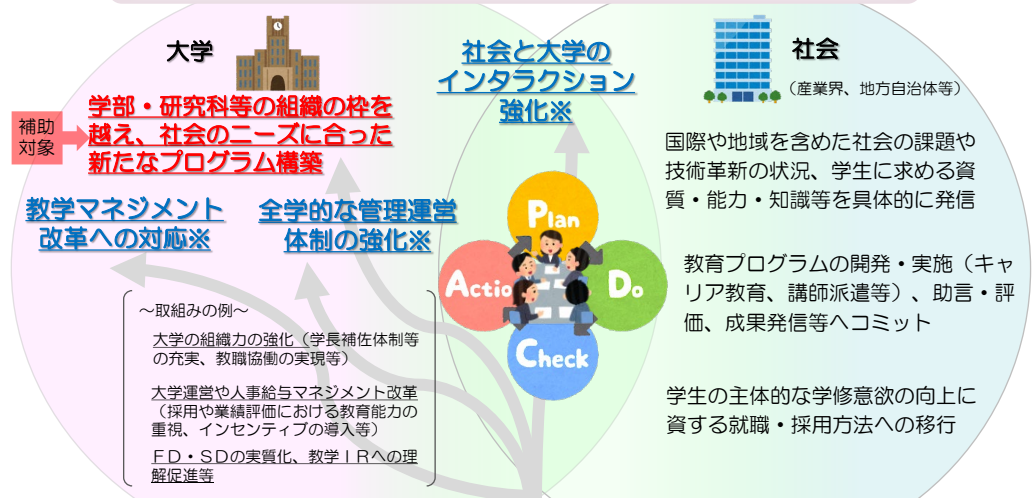 大学
補助
対象
学部・研究科等の組織の枠を
越え、社会のニーズに合った
新たなプログラム構築
教学マネジメント
改革への対応※
全学的な管理運営
体制の強化※
～取組みの例～
大学の組織力の強化（学長補佐体制等
の充実、教職協働の実現等）
大学運営や人事給与マネジメント改革
（採用や業績評価における教育能力の
重視、インセンティブの導入等）
ＦＤ・ＳＤの実質化、教学ＩＲへの理
解促進等
社会と大学の
インタラクション
強化※
Plan
Actio
Do
Check
社会
（産業界、地方自治体等）
国際や地域を含めた社会の課題や
技術革新の状況、学生に求める資
質・能力・知識等を具体的に発信
教育プログラムの開発・実施（キャ
リア教育、講師派遣等）、助言・評
価、成果発信等へコミット
学生の主体的な学修意欲の向上に
資する就職・採用方法への移行